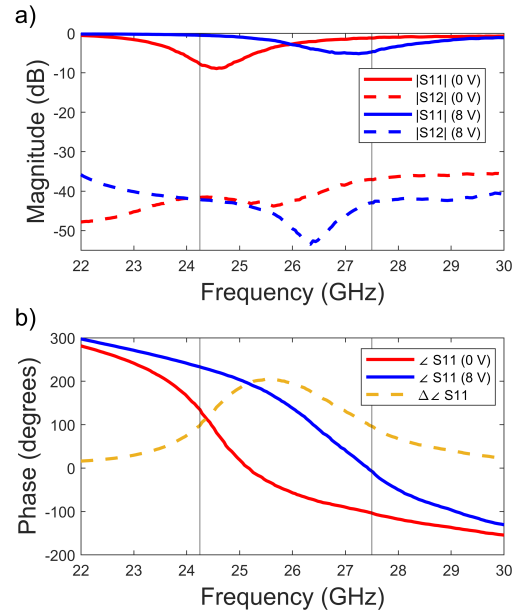 a)
0
-10
-20
-30
-40
-50
Magnitude (dB)
|S11| (0 V)
|S12| (0 V)
|S11| (8 V)
|S12| (8 V)
22 23 24 25 26 27 28 29 30
Frequency (GHz)
b)
300
200
100
0
-100
-200
Phase (degrees)
∠ S11 (0 V)
∠ S11 (8 V)
Δ∠ S11
22 23 24 25 26 27 28 29 30
Frequency (GHz)